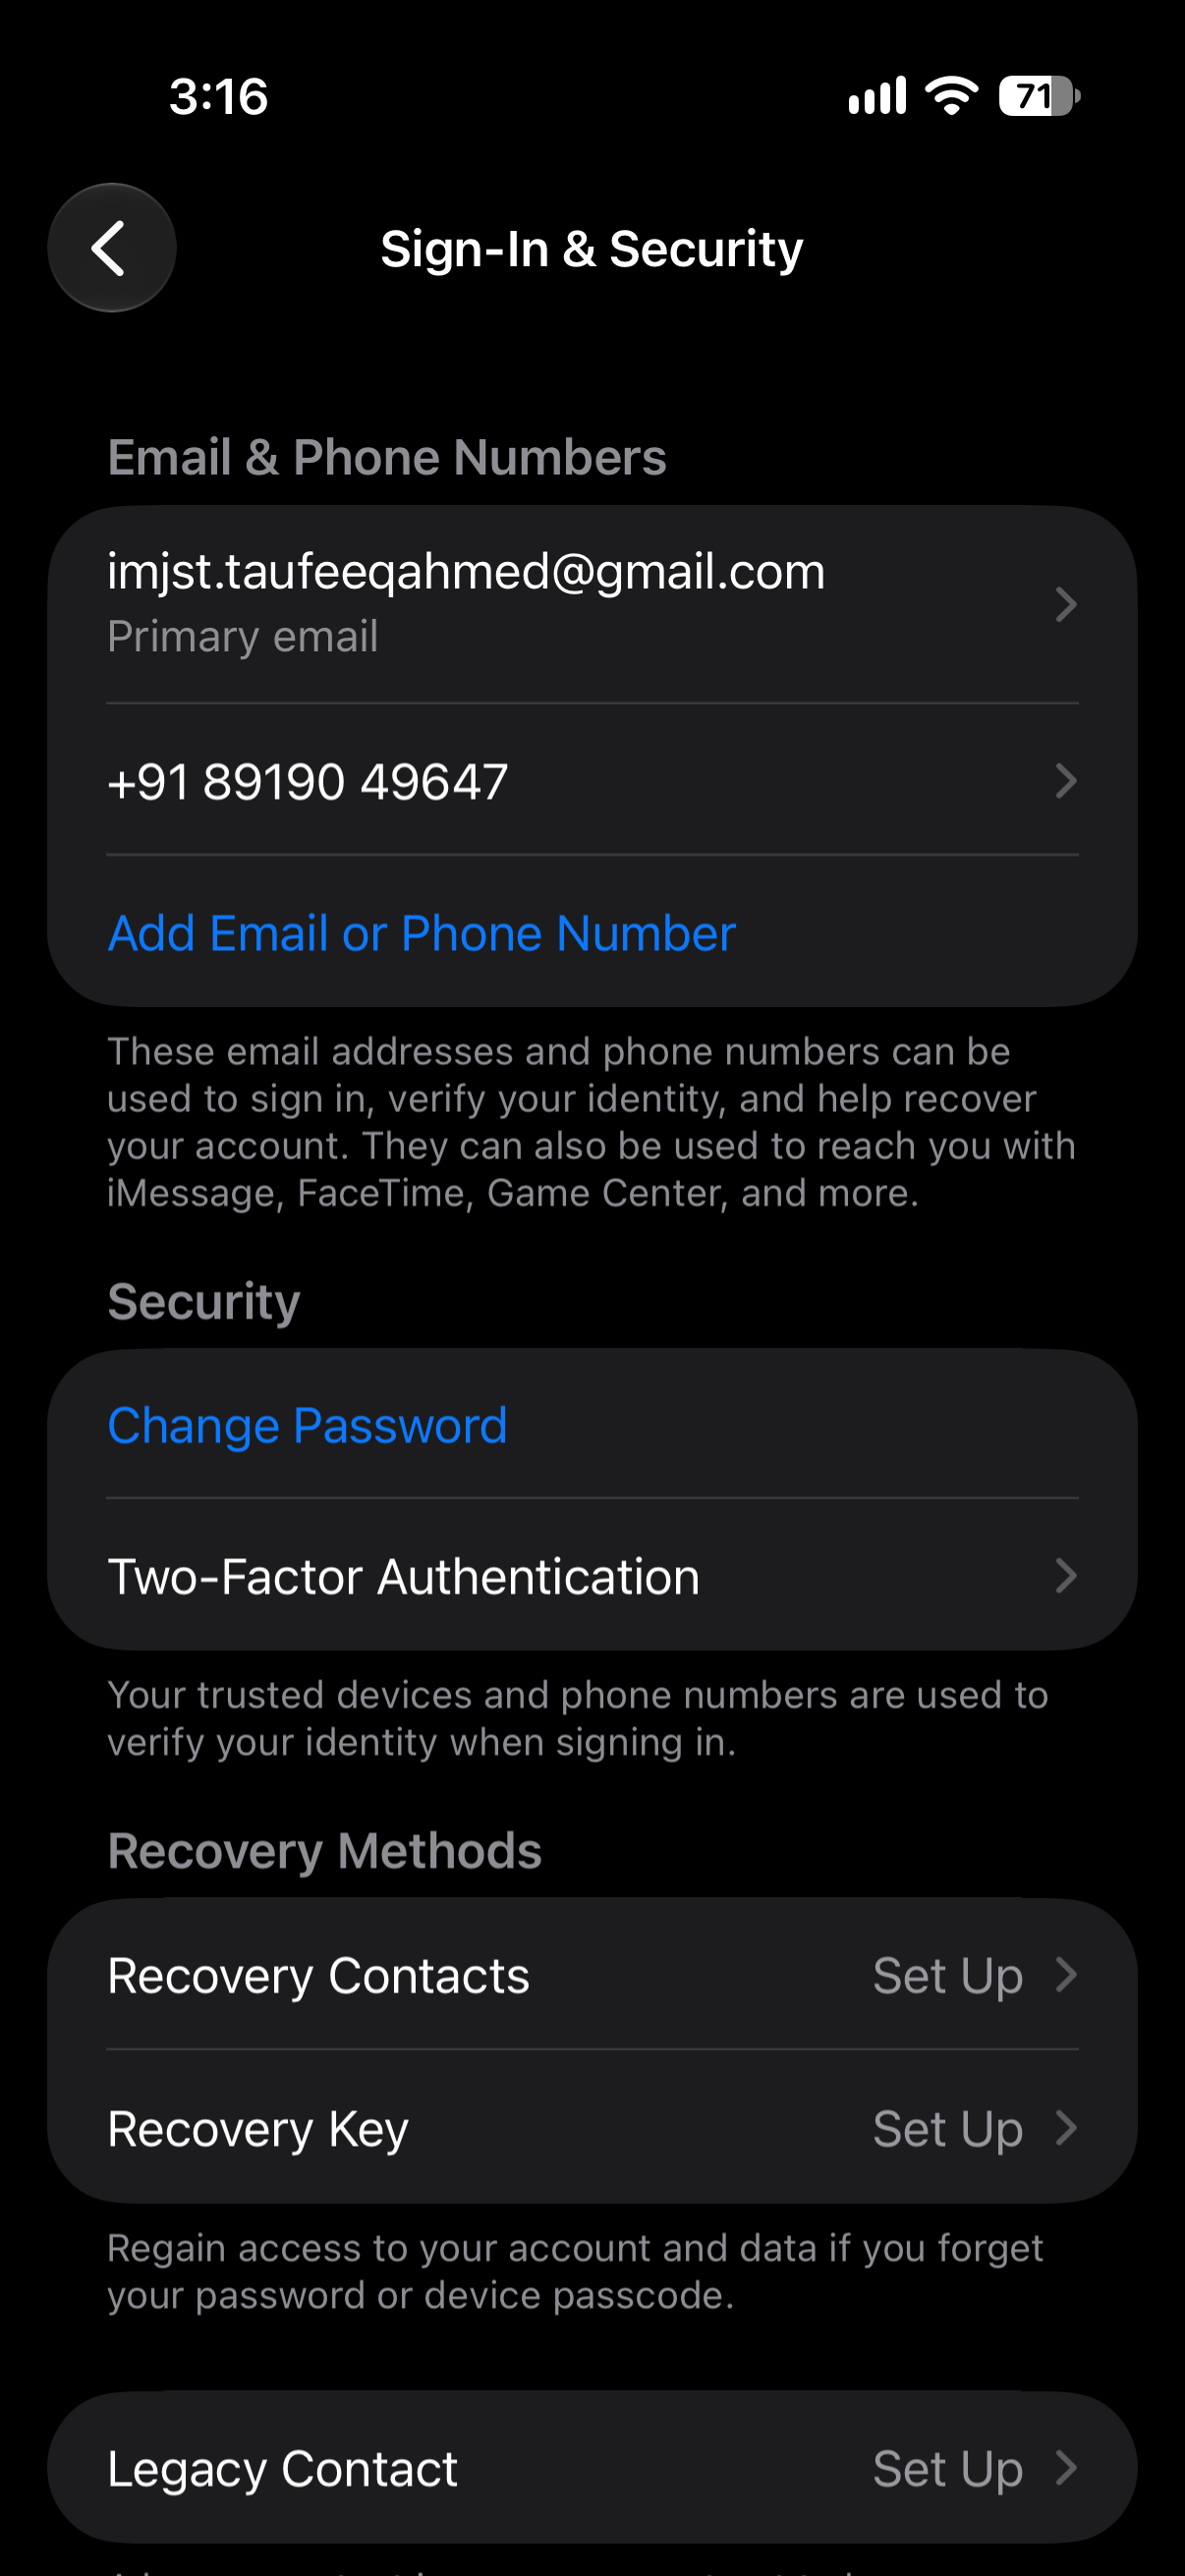 3:16
71
Sign-In & Security
Email & Phone Numbers
imjst.taufeeqahmed@gmail.com
Primary email
+91 89190 49647
Add Email or Phone Number
These email addresses and phone numbers can be
used to sign in, verify your identity, and help recover
your account. They can also be used to reach you with
iMessage, FaceTime, Game Center, and more.
Security
Change Password
Two-Factor Authentication
Your trusted devices and phone numbers are used to
verify your identity when signing in.
Recovery Methods
Recovery Contacts Set Up
Recovery Key Set Up
Regain access to your account and data if you forget
your password or device passcode.
Legacy Contact Set Up